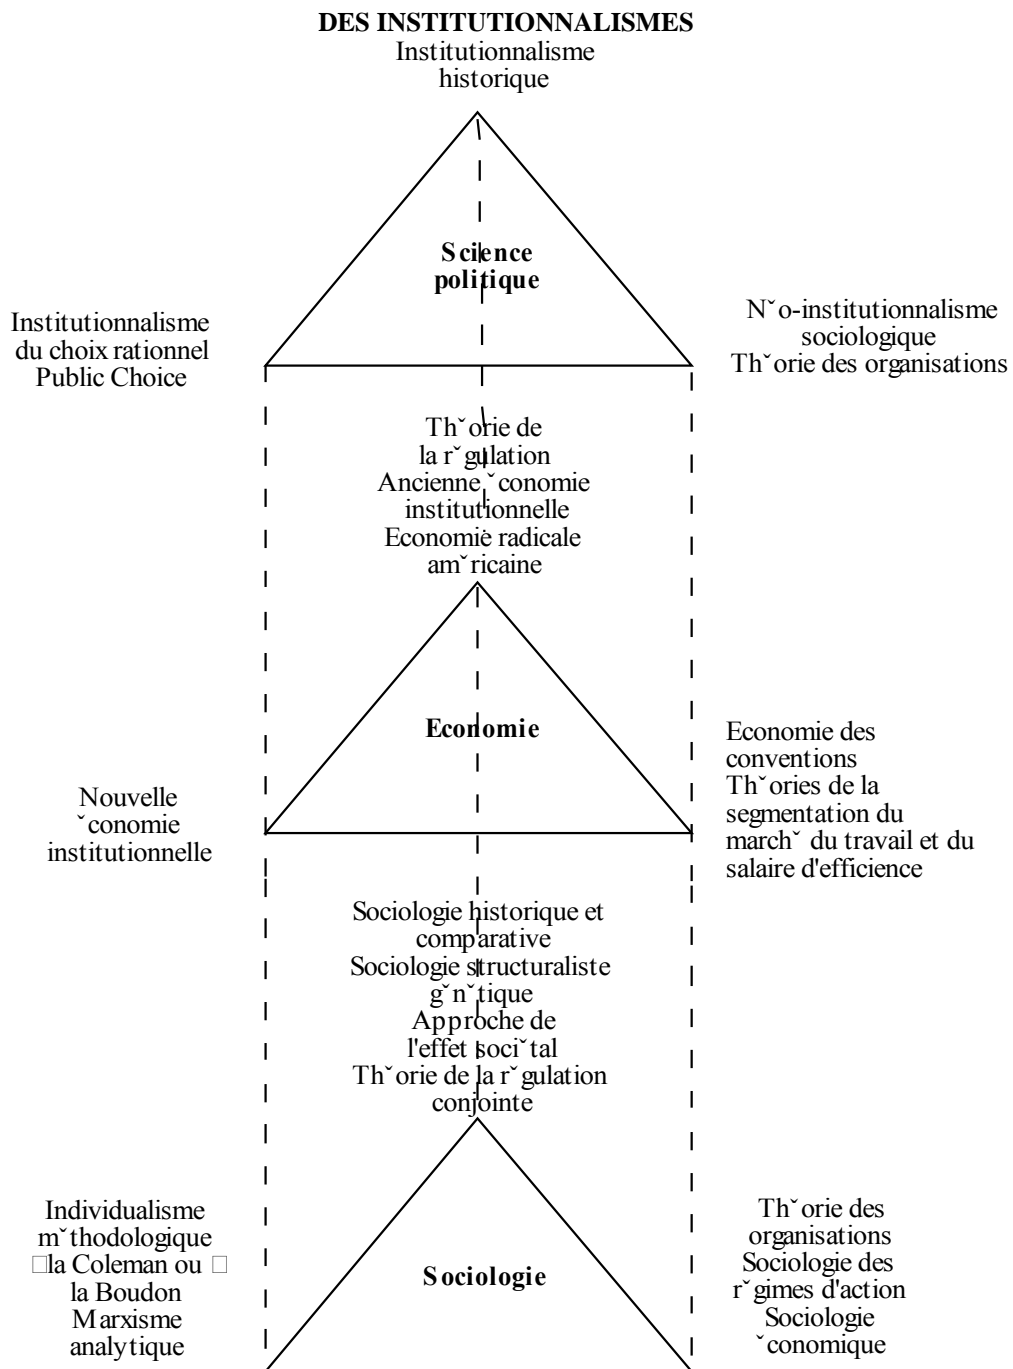 DES INSTITUTIONNALISMES
Institutionnalisme
historique
Science
politique
Institutionnalisme
du choix rationnel
Public Choice
Nˇo-institutionnalisme
sociologique
Thˇorie des organisations
Thˇorie de
la rˇgulation
Ancienne ˇconomie
institutionnelle
Economie radicale
amˇricaine
Economie
Nouvelle
ˇconomie
institutionnelle
Economie des
conventions
Thˇories de la
segmentation du
marchˇ du travail et du
salaire d'efficience
Sociologie historique et
comparative
Sociologie structuraliste
gˇnˇtique
Approche de
l'effet sociˇtal
Thˇorie de la rˇgulation
conjointe
Individualisme
mˇthodologique
□la Coleman ou □
la Boudon
Marxisme
analytique
Sociologie
Thˇorie des
organisations
Sociologie des
rˇgimes d'action
Sociologie
ˇconomique